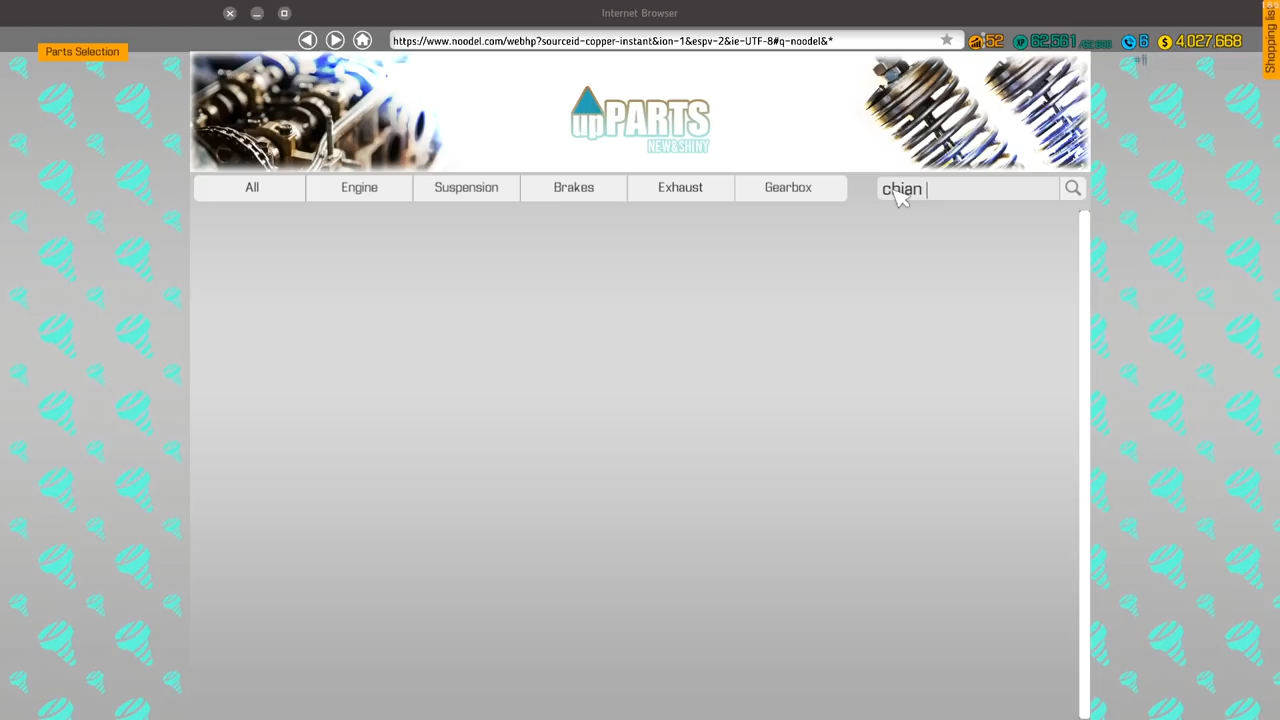 Internet Browser
Parts Selection
https://www.noodel.com/webhp?sourceid-copper-instant&ion-1&espv-2&ie-UTF-8#q-noodel&*
52
62,561
6
4,027,668
Shopping list
upPARTS
NEW&SHINY
All
Engine
Suspension
Brakes
Exhaust
Gearbox
chian